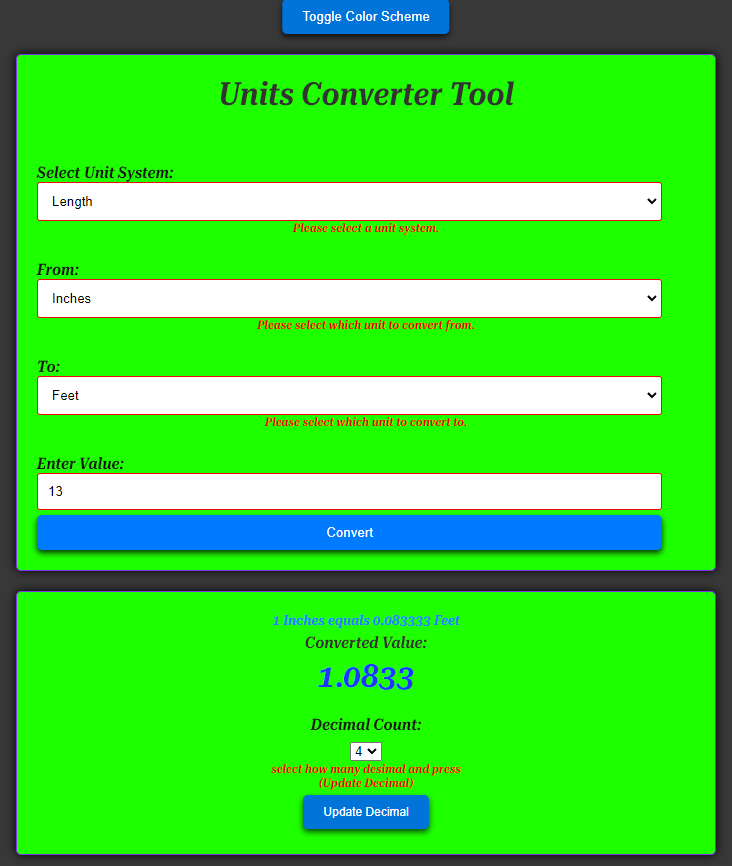 Toggle Color Scheme
Units Converter Tool
Select Unit System:
Length
Please select a unit system.
From:
Inches
Please select which unit to convert from.
To:
Feet
Please select which unit to convert to.
Enter Value:
13
Convert
1 Inches equals 0.083333 Feet
Converted Value:
1.0833
Decimal Count:
4
select how many desimal and press
(Update Decimal)
Update Decimal